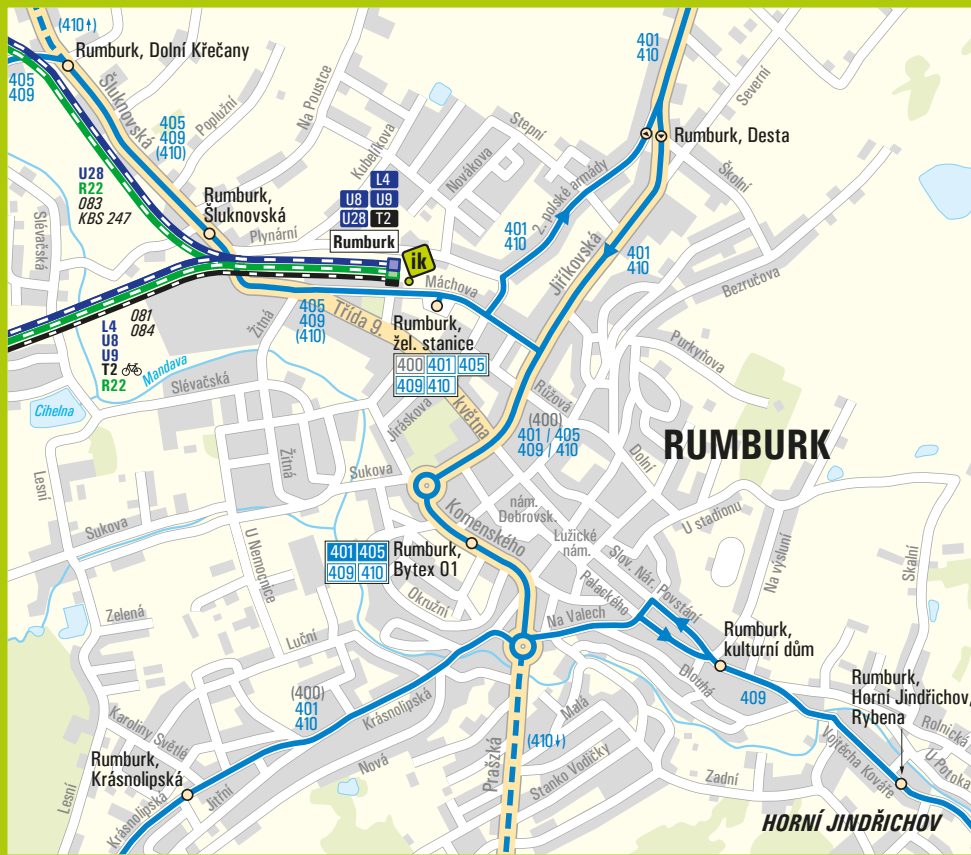 (410↑)
Rumburk, Dolní Křečany
405
409
Šluknovská
405
409
(410)
Poplužní
Na Poustce
Kubelíkova
Stepní
Novákova
401
410
Severní
Rumburk, Desta
Školní
2. polské armády
U28
R22
083
KBS 247
Slévačská
Rumburk,
Šluknovská
Plynární
L4
U8 U9
U28 T2
Rumburk
ik
Máchova
401
410
Jiříkovská
401
410
Bezručova
Purkyňova
L4
U8
U9
T2
R22
081
084
Mandava
Žitná
405
409
(410)
Třída 9.
května
Rumburk,
žel. stanice
400 401 405
409 410
Slévačská
Cihelna
Lesní
Žitná
Jiráskova
Růžová
(400)
401 / 405
409 / 410
RUMBURK
Dolní
Sukova
Sukova
U Nemocnice
Komenského
nám.
Dobrovsk.
Lužické
nám.
U stadionu
Na výsluní
Skalní
401 405
409 410
Rumburk,
Bytex 01
Okružní
Slov. Nár. Povstání
Palackého
Na Valech
Zelená
Luční
Rumburk,
kulturní dům
Dlouhá
409
Rumburk,
Horní Jindřichov,
Rybena
Rolnická
U Potoka
Vojtěcha Kováře
(400)
401
410
Krásnolipská
Karoliny Světlé
Malá
(410↓)
Pražská
Stanko Vodičky
Zadní
Nová
Rumburk,
Krásnolipská
Jitřní
Krásnolipská
Lesní
HORNÍ JINDŘICHOV